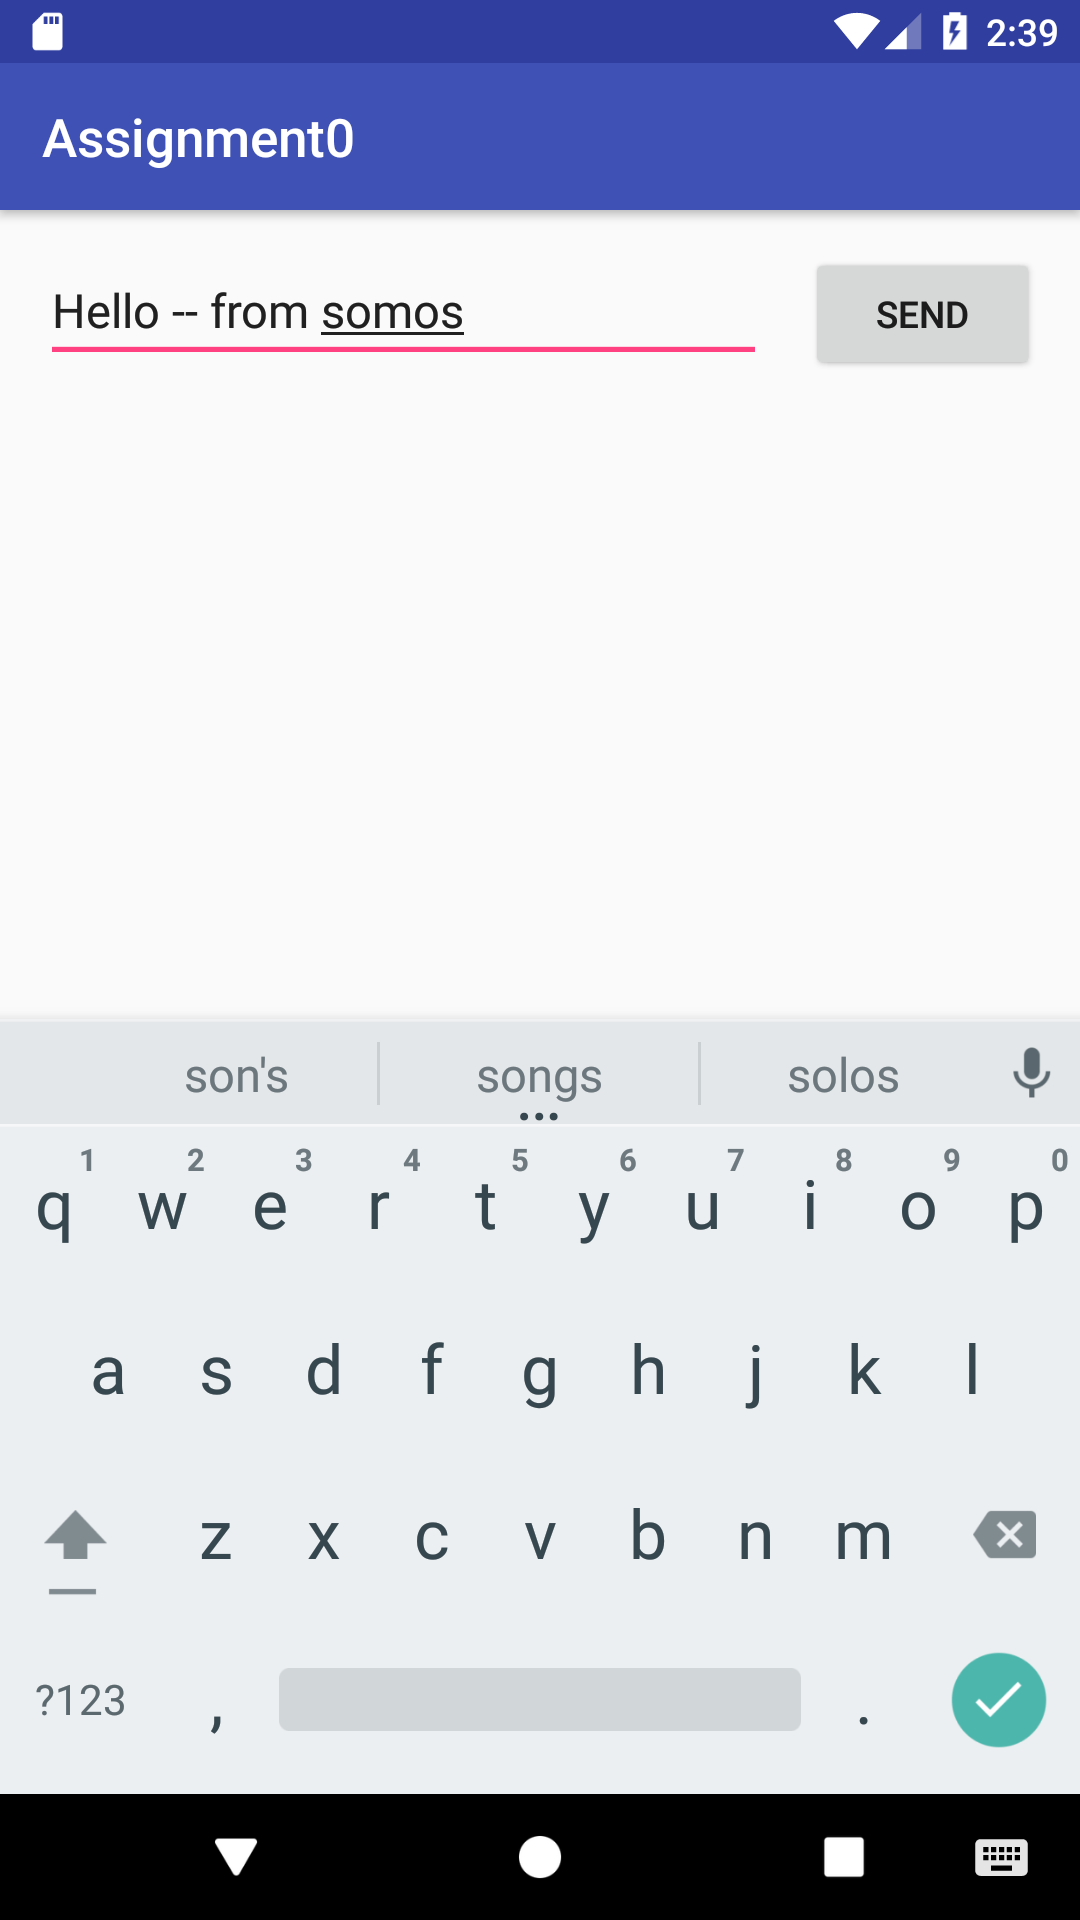 2:39
Assignment0
Hello -- from somos
SEND
son's songs solos
1 2 3 4 5 6 7 8 9 0
q w e r t y u i o p
a s d f g h j k l
z x c v b n m
?123 , .